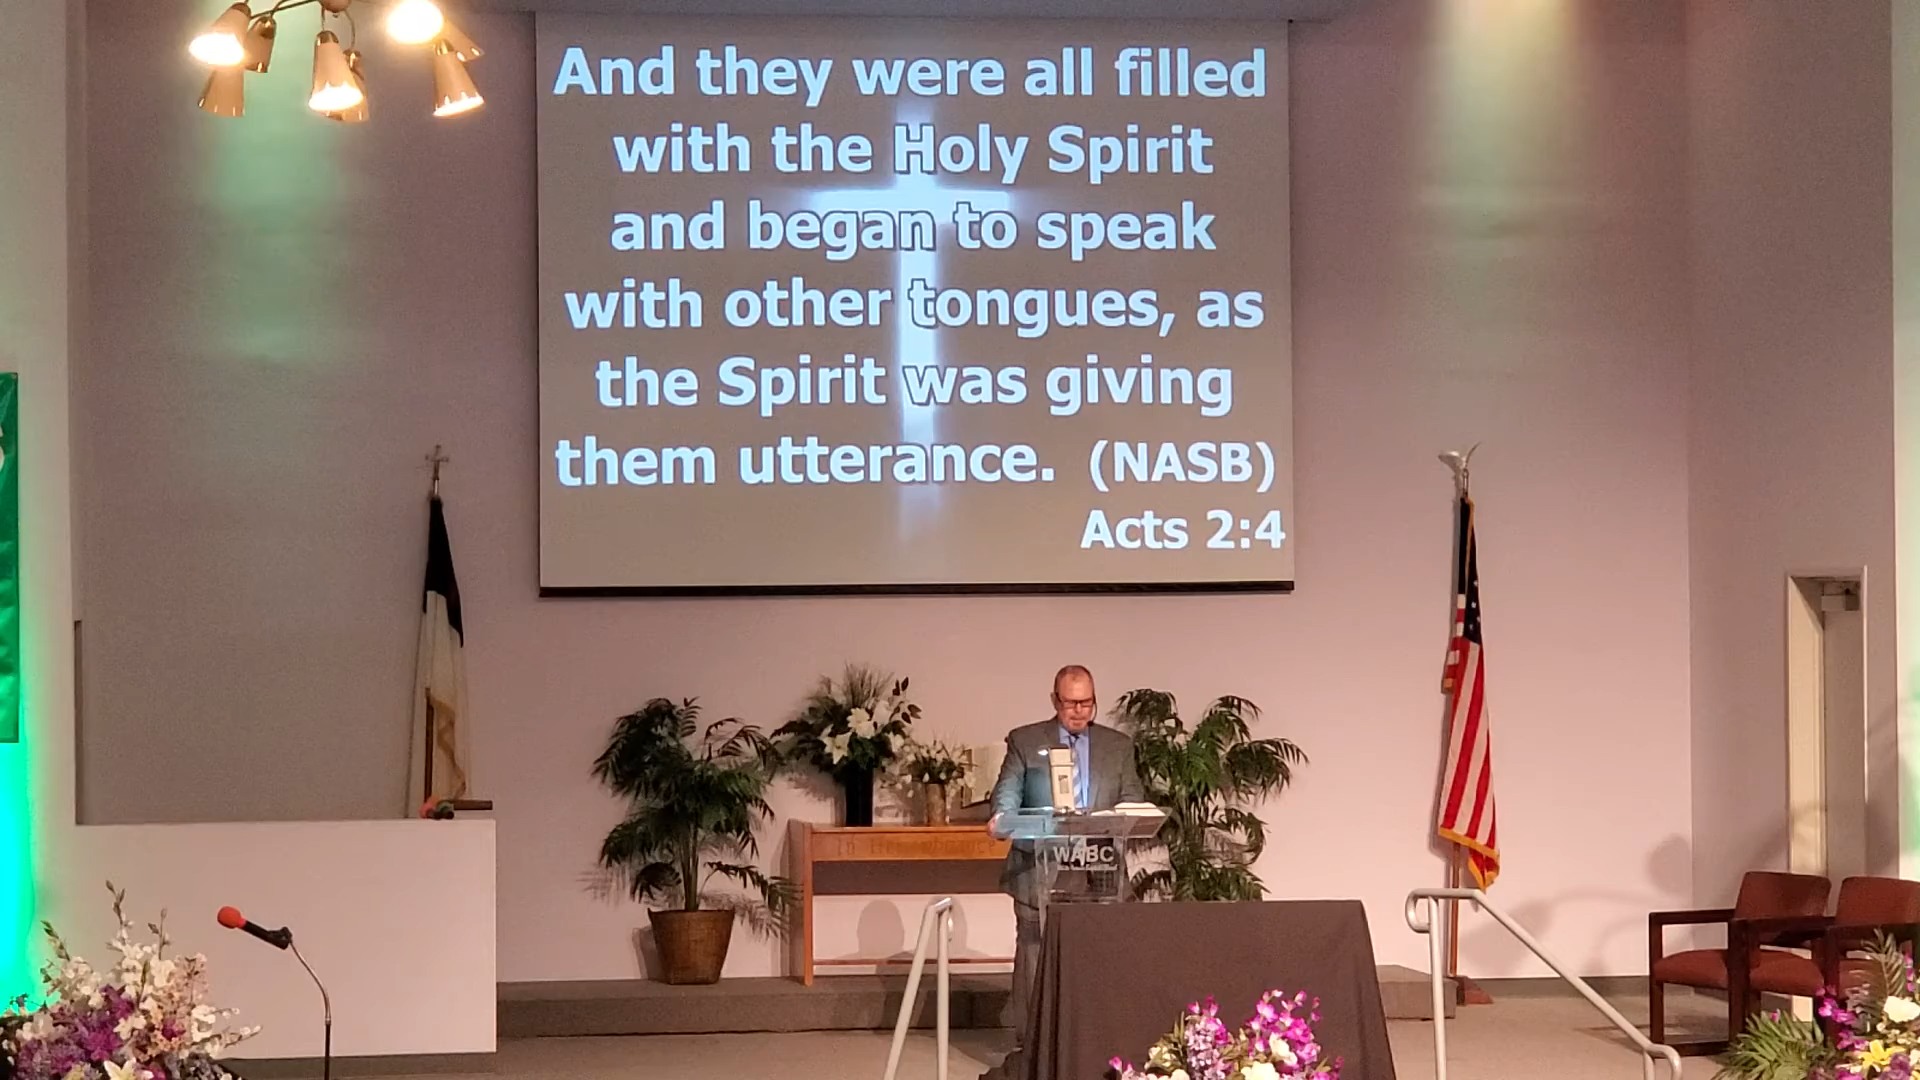 And they were all filled
with the Holy Spirit
and began to speak
with other tongues, as
the Spirit was giving
them utterance. (NASB)
Acts 2:4
WABC